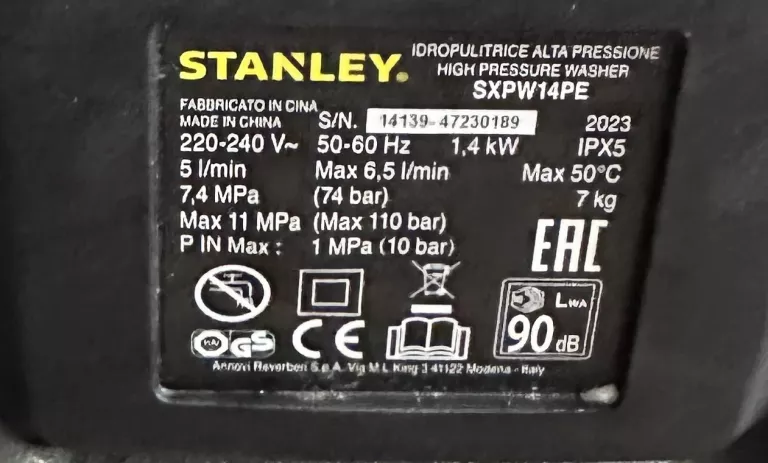 STANLEY.
IDROPULITRICE ALTA PRESSIONE
HIGH PRESSURE WASHER
SXPW14PE
FABBRICATO IN CINA
MADE IN CHINA
S/N. 14139-47230189 2023
220-240 V~ 50-60 Hz 1,4 kW IPX5
5 l/min Max 6,5 l/min Max 50°C
7,4 MPa (74 bar) 7 kg
Max 11 MPa (Max 110 bar)
P IN Max : 1 MPa (10 bar)
EAC
LWA
90 dB
GS CE
Annovi Reverberi S.p.A. Via M.L. King 3 41122 Modena - Italy